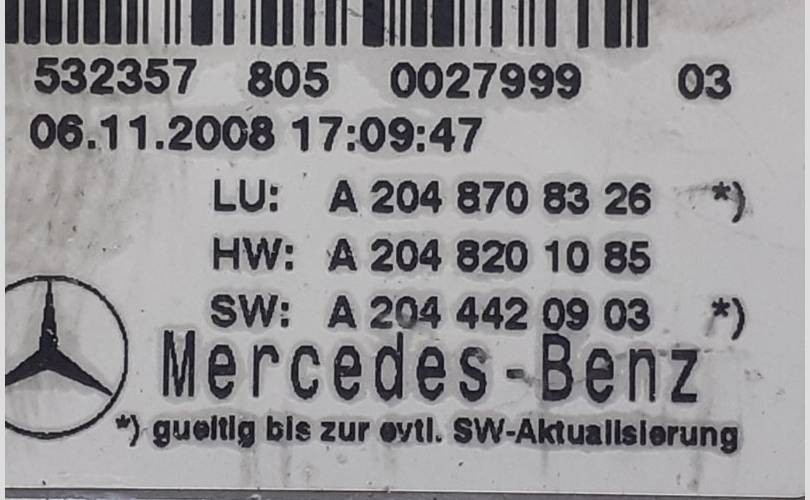 532357 805 0027999 03
06.11.2008 17:09:47
LU: A 204 870 83 26 *)
HW: A 204 820 10 85
SW: A 204 442 09 03 *)
Mercedes-Benz
*) gueltig bis zur evtl. SW-Aktualisierung